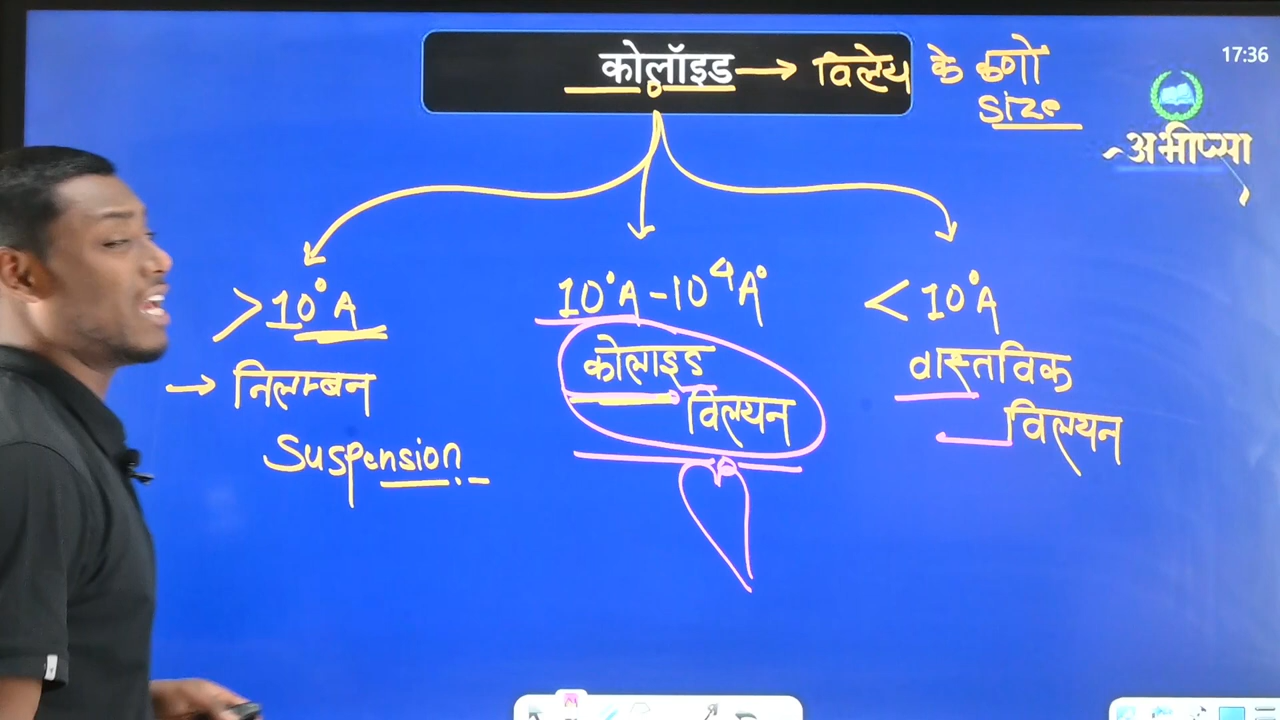 कोलॉइड → विलेय के कणो
size
17:36
अभीप्सा
> 10°A
10°A - 10⁴A°
< 10°A
→ निलम्बन
suspension
कोलाइड
विलयन
वास्तविक
विलयन